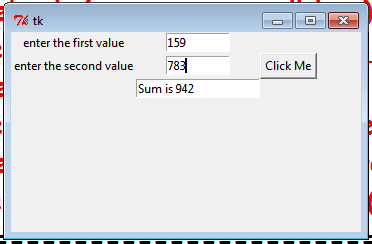 tk
enter the first value 159
enter the second value 783 Click Me
Sum is 942